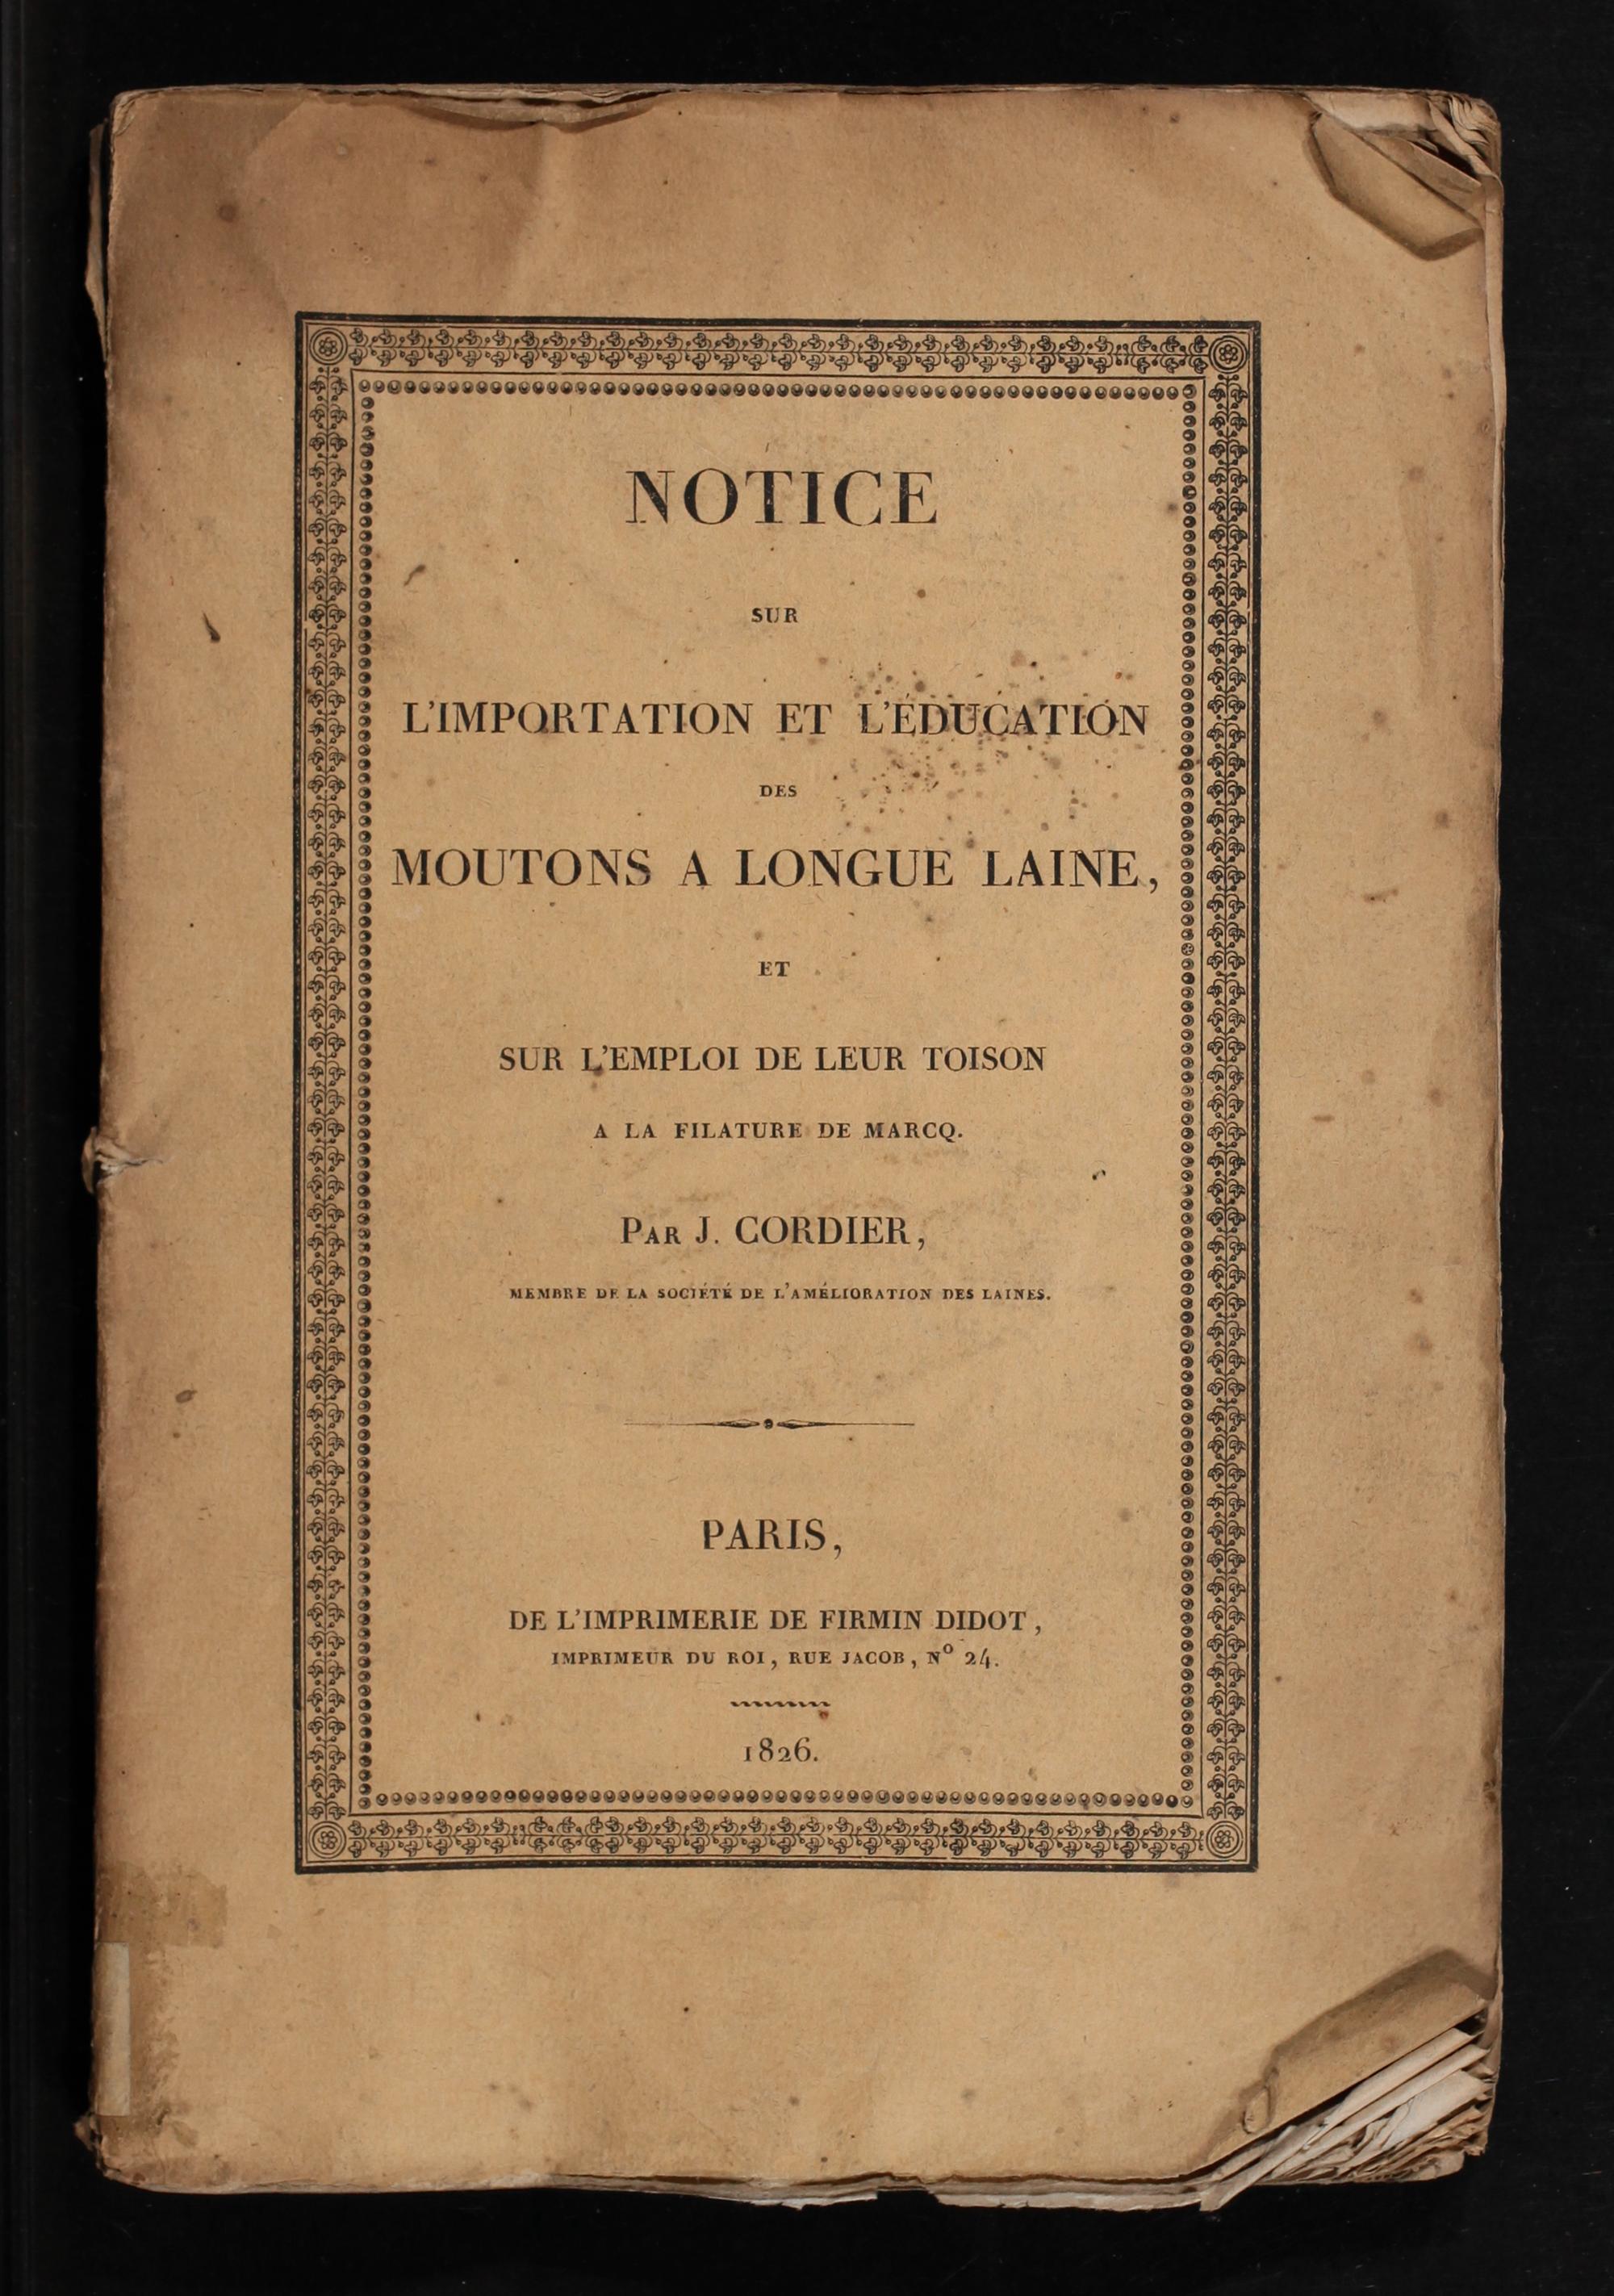 NOTICE
SUR
L'IMPORTATION ET L'ÉDUCATION
DES
MOUTONS A LONGUE LAINE,
ET
SUR L'EMPLOI DE LEUR TOISON
A LA FILATURE DE MARCQ.
PAR J. CORDIER,
MEMBRE DE LA SOCIÉTÉ DE L'AMÉLIORATION DES LAINES.
PARIS,
DE L'IMPRIMERIE DE FIRMIN DIDOT,
IMPRIMEUR DU ROI, RUE JACOB, Nº 24.
1826.